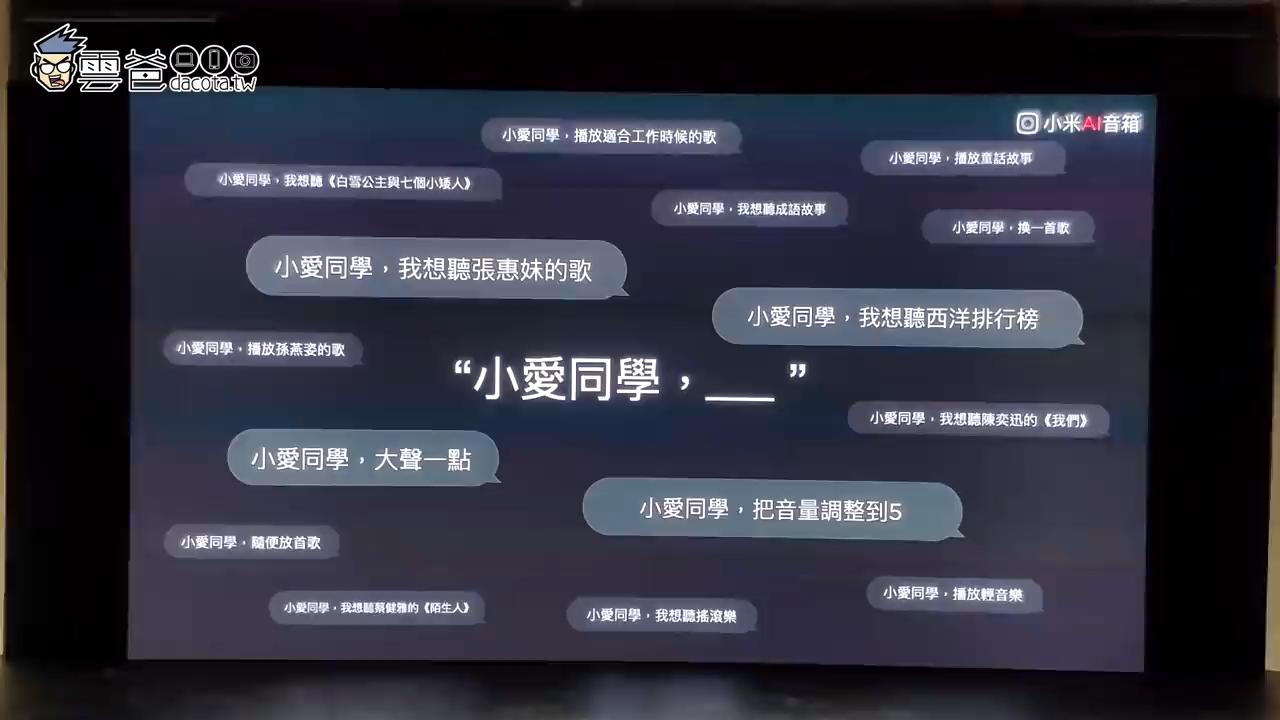 雲爸
dacota.tw
小米AI音箱
小愛同學，播放適合工作時候的歌
小愛同學，播放童話故事
小愛同學，我想聽《白雪公主與七個小矮人》
小愛同學，我想聽成語故事
小愛同學，換一首歌
小愛同學，我想聽張惠妹的歌
小愛同學，我想聽西洋排行榜
小愛同學，播放孫燕姿的歌
“小愛同學，___ ”
小愛同學，我想聽陳奕迅的《我們》
小愛同學，大聲一點
小愛同學，把音量調整到5
小愛同學，隨便放首歌
小愛同學，播放輕音樂
小愛同學，我想聽蔡健雅的《陌生人》
小愛同學，我想聽搖滾樂